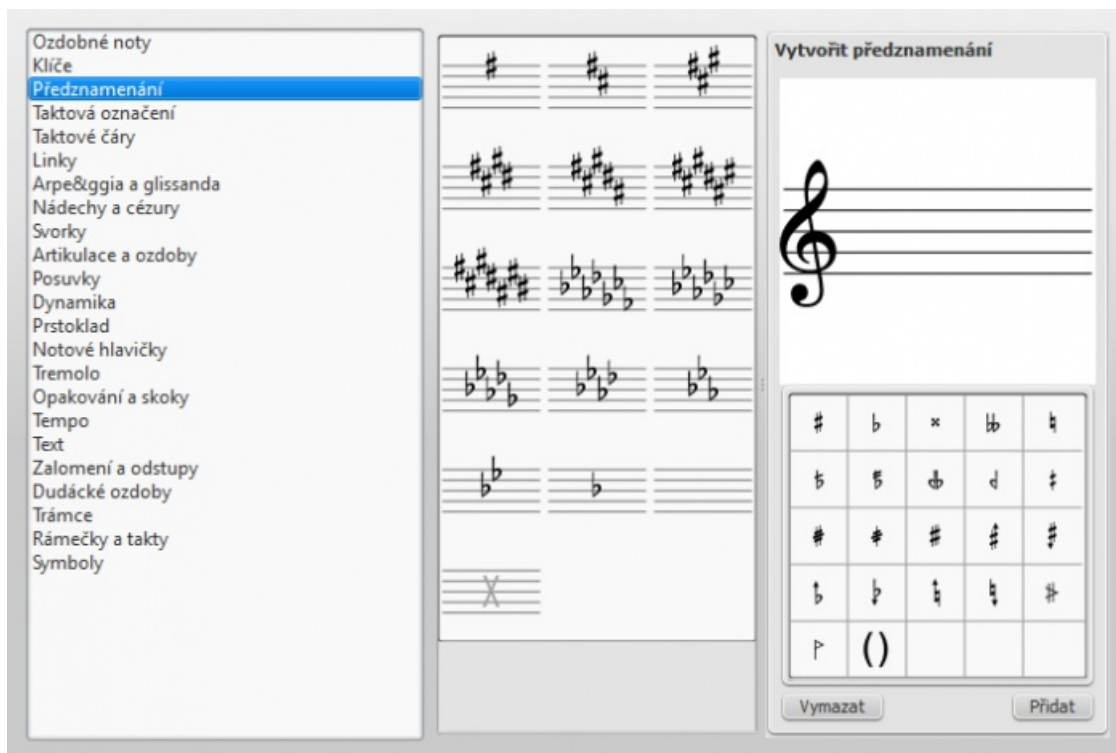 Ozdobné noty
Klíče
Předznamenání
Taktová označení
Taktové čáry
Linky
Arpe&ggia a glissanda
Nádechy a cézury
Svorky
Artikulace a ozdoby
Posuvky
Dynamika
Prstoklad
Notové hlavičky
Tremolo
Opakování a skoky
Tempo
Text
Zalomení a odstupy
Dudácké ozdoby
Trámce
Rámečky a takty
Symboly
Vytvořit předznamenání
Vymazat
Přidat